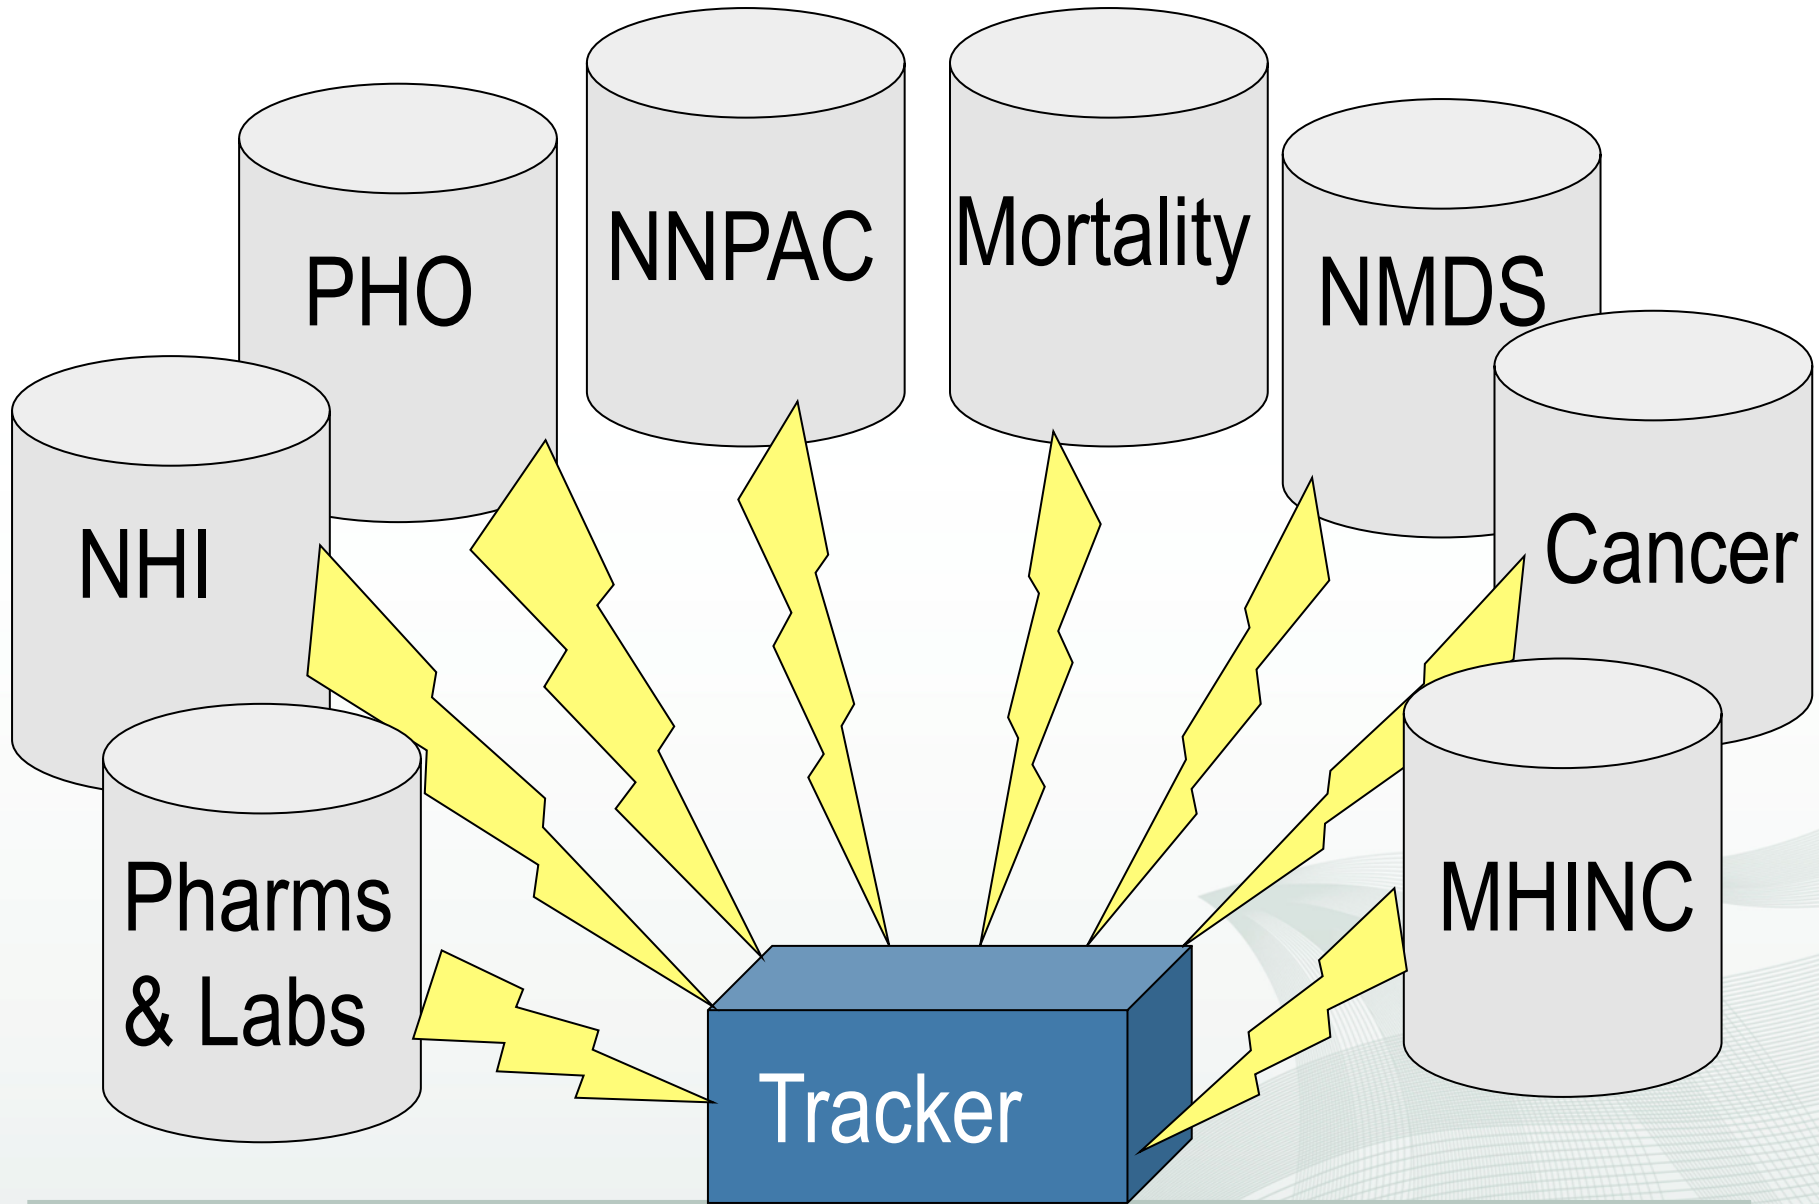 NNPAC
Mortality
PHO
NMDS
NHI
Cancer
Pharms
& Labs
MHINC
Tracker